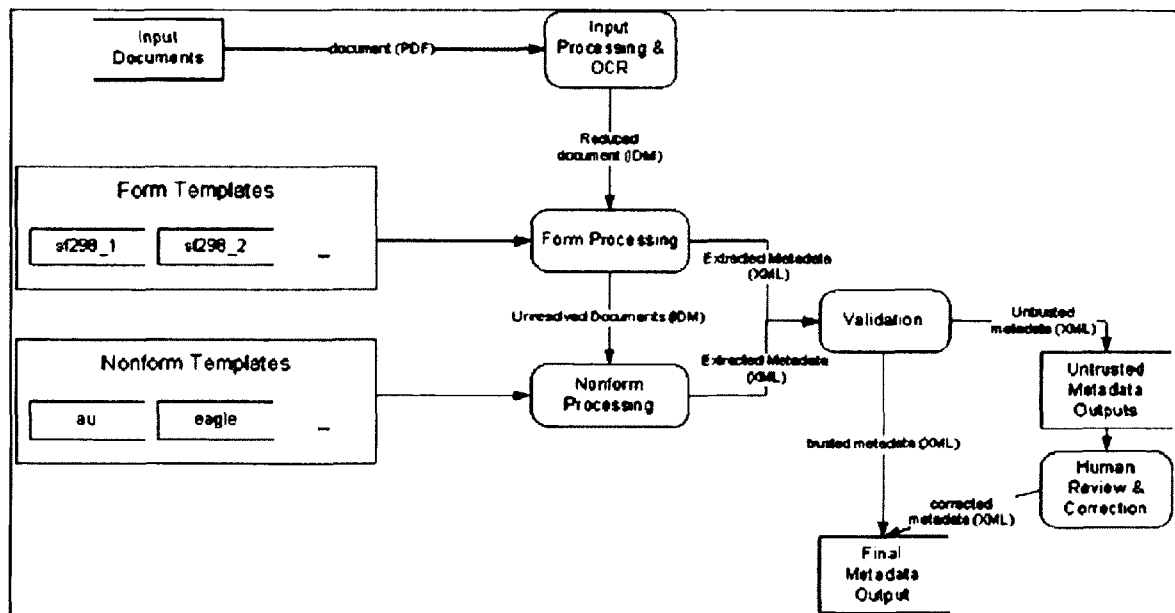 Input
Documents
document (PDF)
Input
Processing &
OCR
Reduced
document (IDM)
Form Templates
sf298_1
sf298_2
_
Form Processing
Extracted Metadata
(XML)
Unresolved Documents (IDM)
Validation
Untrusted
metadata (XML)
Nonform Templates
au
eagle
_
Nonform
Processing
Extracted Metadata
(XML)
Untrusted
Metadata
Outputs
trusted metadata (XML)
Human
Review &
Correction
corrected
metadata (XML)
Final
Metadata
Output